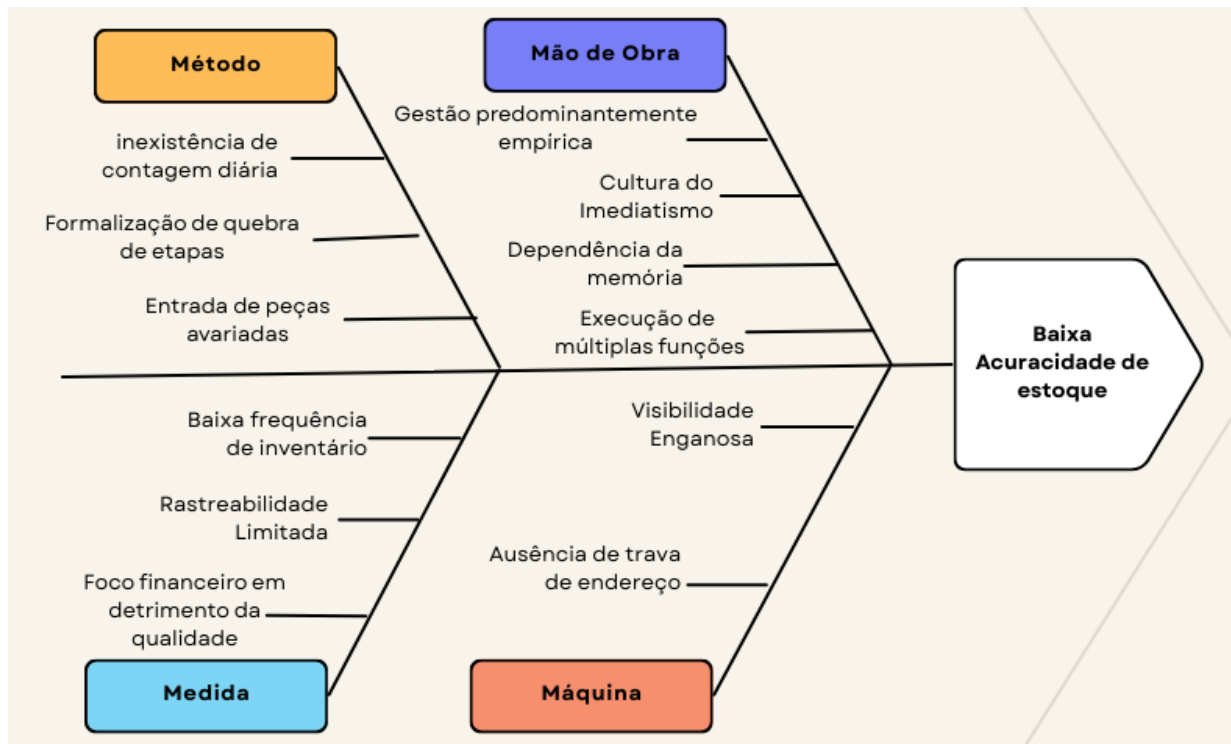 Método
inexistência de
contagem diária
Formalização de quebra
de etapas
Entrada de peças
avariadas
Mão de Obra
Gestão predominantemente
empírica
Cultura do
Imediatismo
Dependência da
memória
Execução de
múltiplas funções
Baixa
Acuracidade de
estoque
Baixa frequência
de inventário
Rastreabilidade
Limitada
Foco financeiro em
detrimento da
qualidade
Medida
Visibilidade
Enganosa
Ausência de trava
de endereço
Máquina